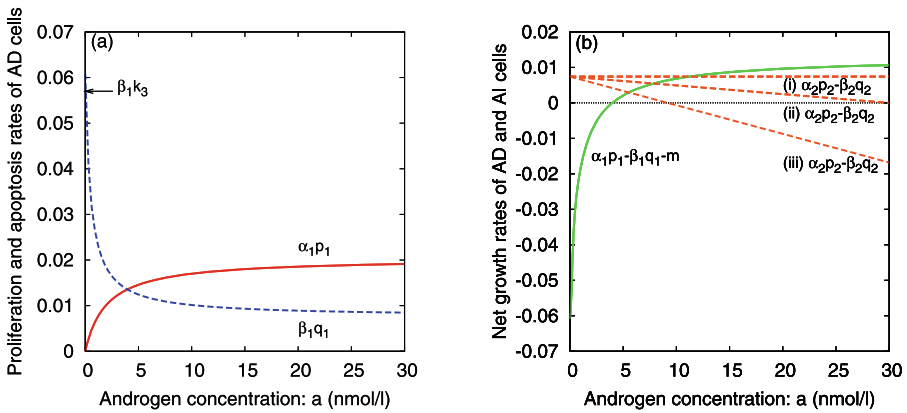 (a)
Proliferation and apoptosis rates of AD cells
0.07
0.06
0.05
0.04
0.03
0.02
0.01
0
β₁k₃
α₁p₁
β₁q₁
0 5 10 15 20 25 30
Androgen concentration: a (nmol/l)
(b)
Net growth rates of AD and AI cells
0.02
0.01
0
-0.01
-0.02
-0.03
-0.04
-0.05
-0.06
-0.07
(i) α₂p₂-β₂q₂
(ii) α₂p₂-β₂q₂
α₁p₁-β₁q₁-m
(iii) α₂p₂-β₂q₂
0 5 10 15 20 25 30
Androgen concentration: a (nmol/l)